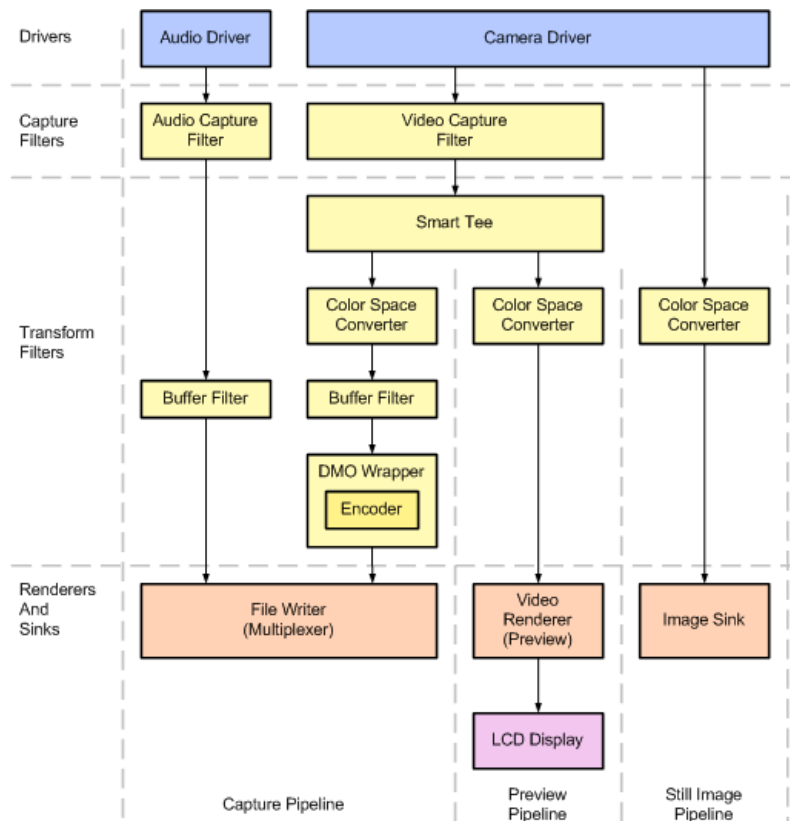 Drivers
Audio Driver
Camera Driver
Capture
Filters
Audio Capture
Filter
Video Capture
Filter
Smart Tee
Transform
Filters
Color Space
Converter
Color Space
Converter
Color Space
Converter
Buffer Filter
Buffer Filter
DMO Wrapper
Encoder
Renderers
And
Sinks
File Writer
(Multiplexer)
Video
Renderer
(Preview)
Image Sink
LCD Display
Capture Pipeline
Preview
Pipeline
Still Image
Pipeline